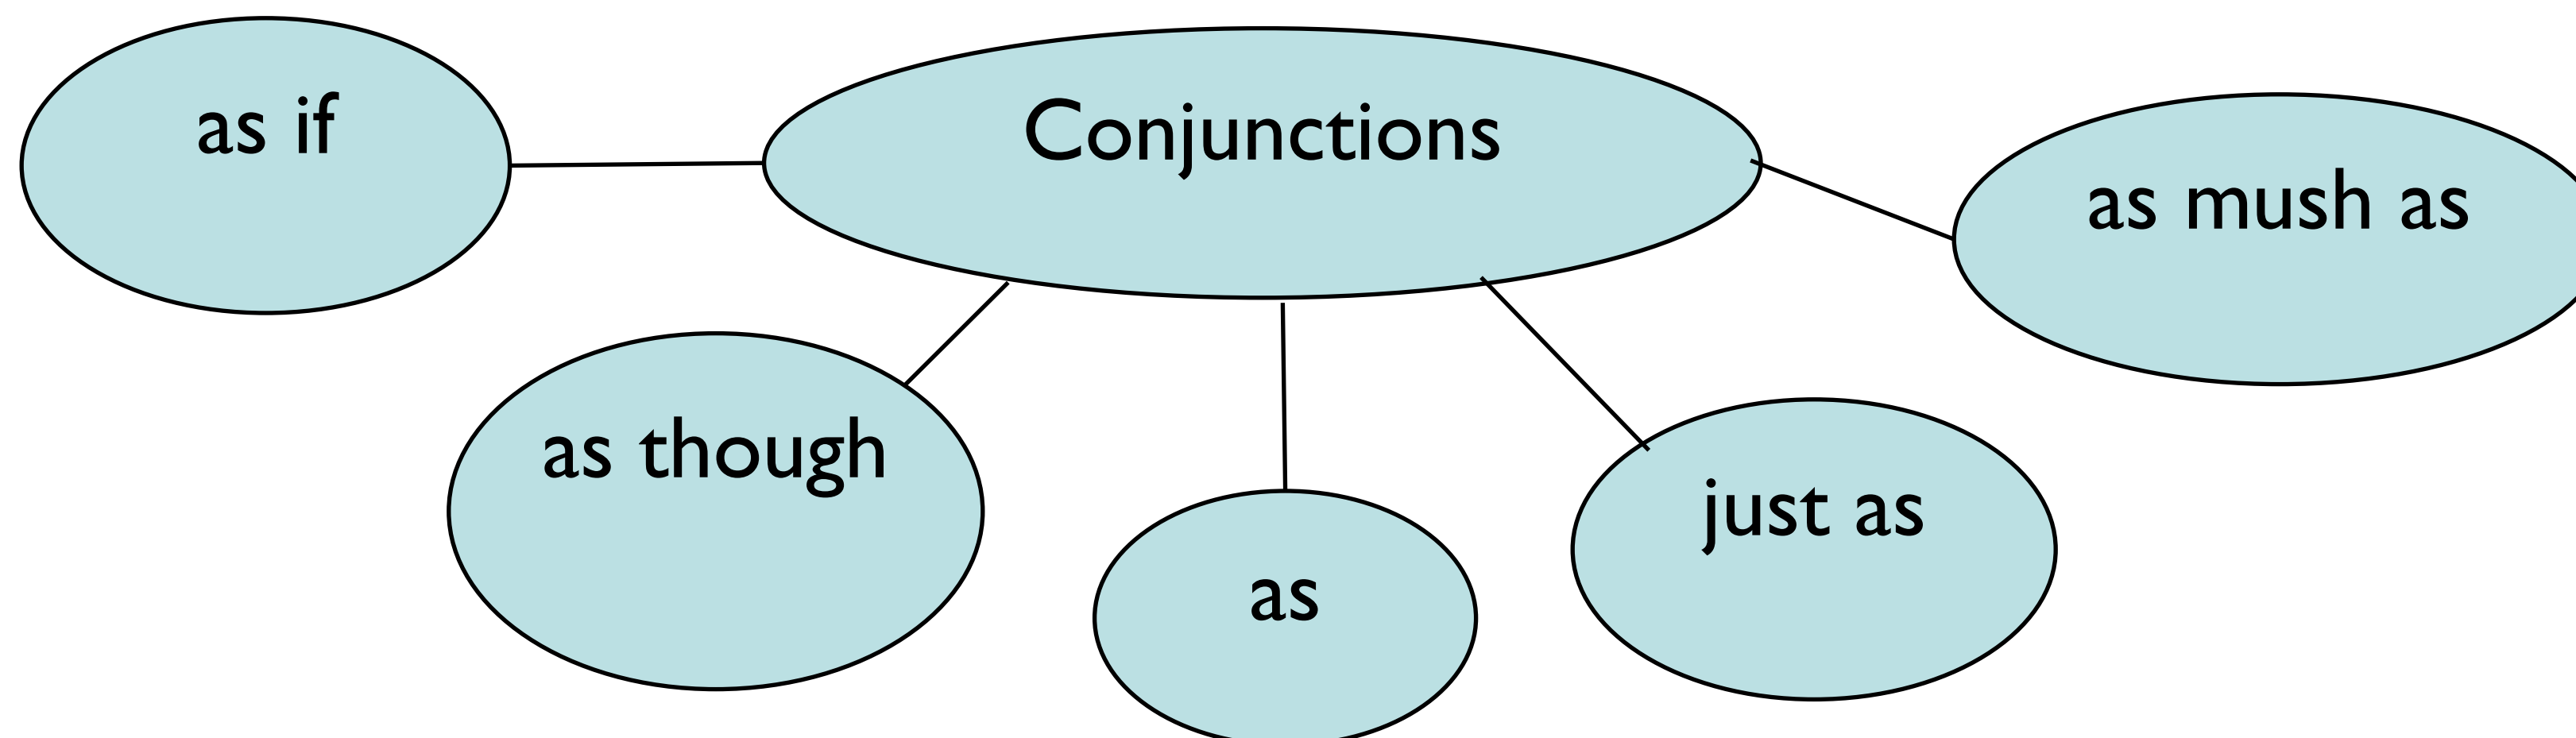 as if
Conjunctions
as mush as
as though
just as
as